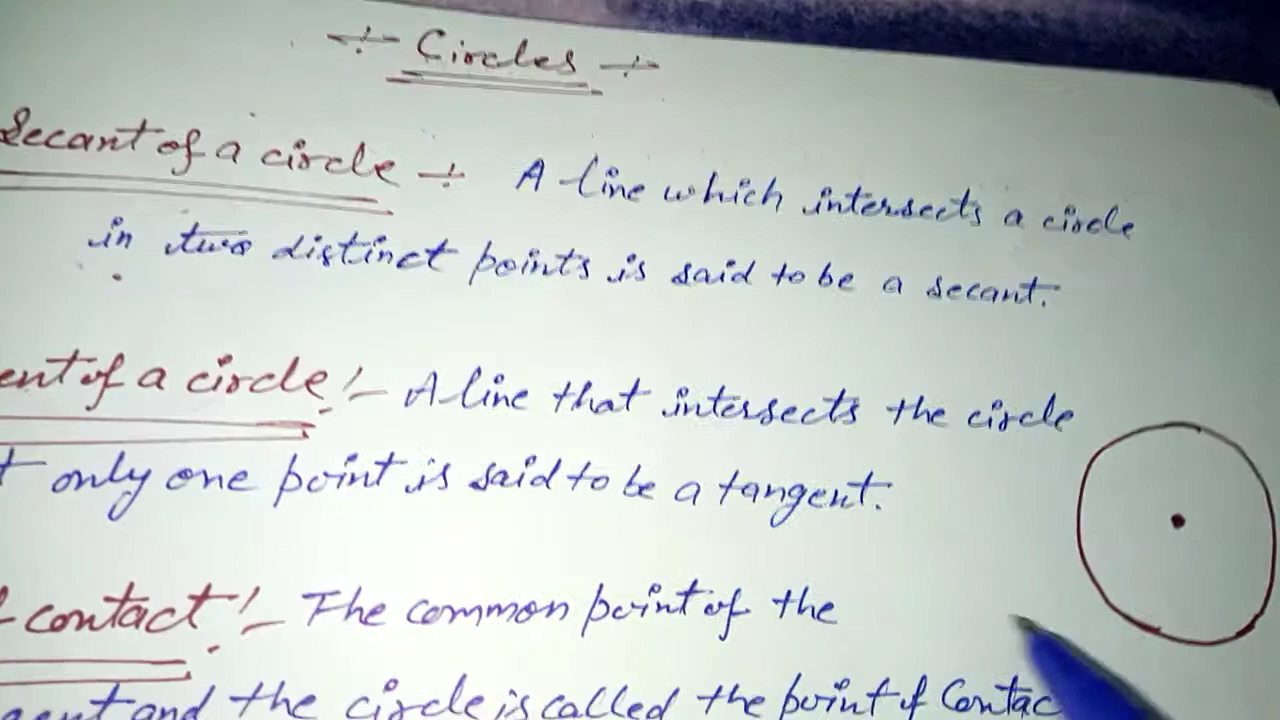 ÷ Circles ÷
Secant of a circle ÷ A line which intersects a circle
in two distinct points is said to be a secant.
ent of a circle :- A line that intersects the circle
t only one point is said to be a tangent.
contact :- The common point of the
gent and the circle is called the point of Contac